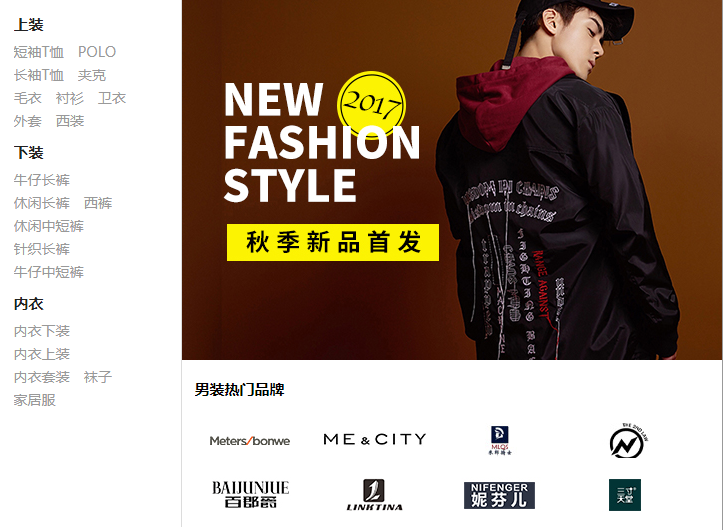 上装
短袖T恤 POLO
长袖T恤 夹克
毛衣 衬衫 卫衣
外套 西装
下装
牛仔长裤
休闲长裤 西裤
休闲中短裤
针织长裤
牛仔中短裤
内衣
内衣下装
内衣上装
内衣套装 袜子
家居服
NEW
2017
FASHION
STYLE
秋季新品首发
RANGE AGAINST
男装热门品牌
Meters/bonwe
ME & CITY
MLQS
BAIJUNJUE
百郡爵
LINKTINA
NIFENGER
妮芬儿
三寸
天堂